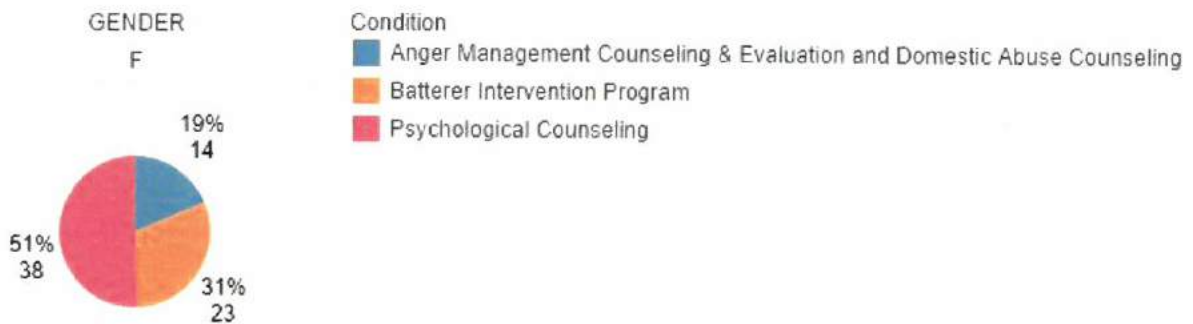 GENDER
F
Condition
Anger Management Counseling & Evaluation and Domestic Abuse Counseling
Batterer Intervention Program
Psychological Counseling
19%
14
51%
38
31%
23